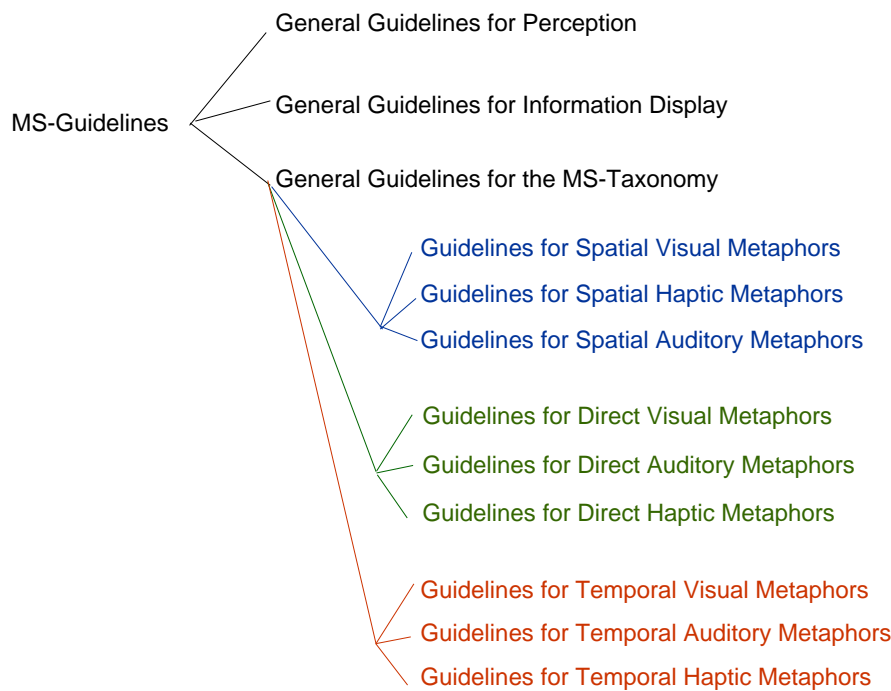 General Guidelines for Perception
General Guidelines for Information Display
MS-Guidelines
General Guidelines for the MS-Taxonomy
Guidelines for Spatial Visual Metaphors
Guidelines for Spatial Haptic Metaphors
Guidelines for Spatial Auditory Metaphors
Guidelines for Direct Visual Metaphors
Guidelines for Direct Auditory Metaphors
Guidelines for Direct Haptic Metaphors
Guidelines for Temporal Visual Metaphors
Guidelines for Temporal Auditory Metaphors
Guidelines for Temporal Haptic Metaphors